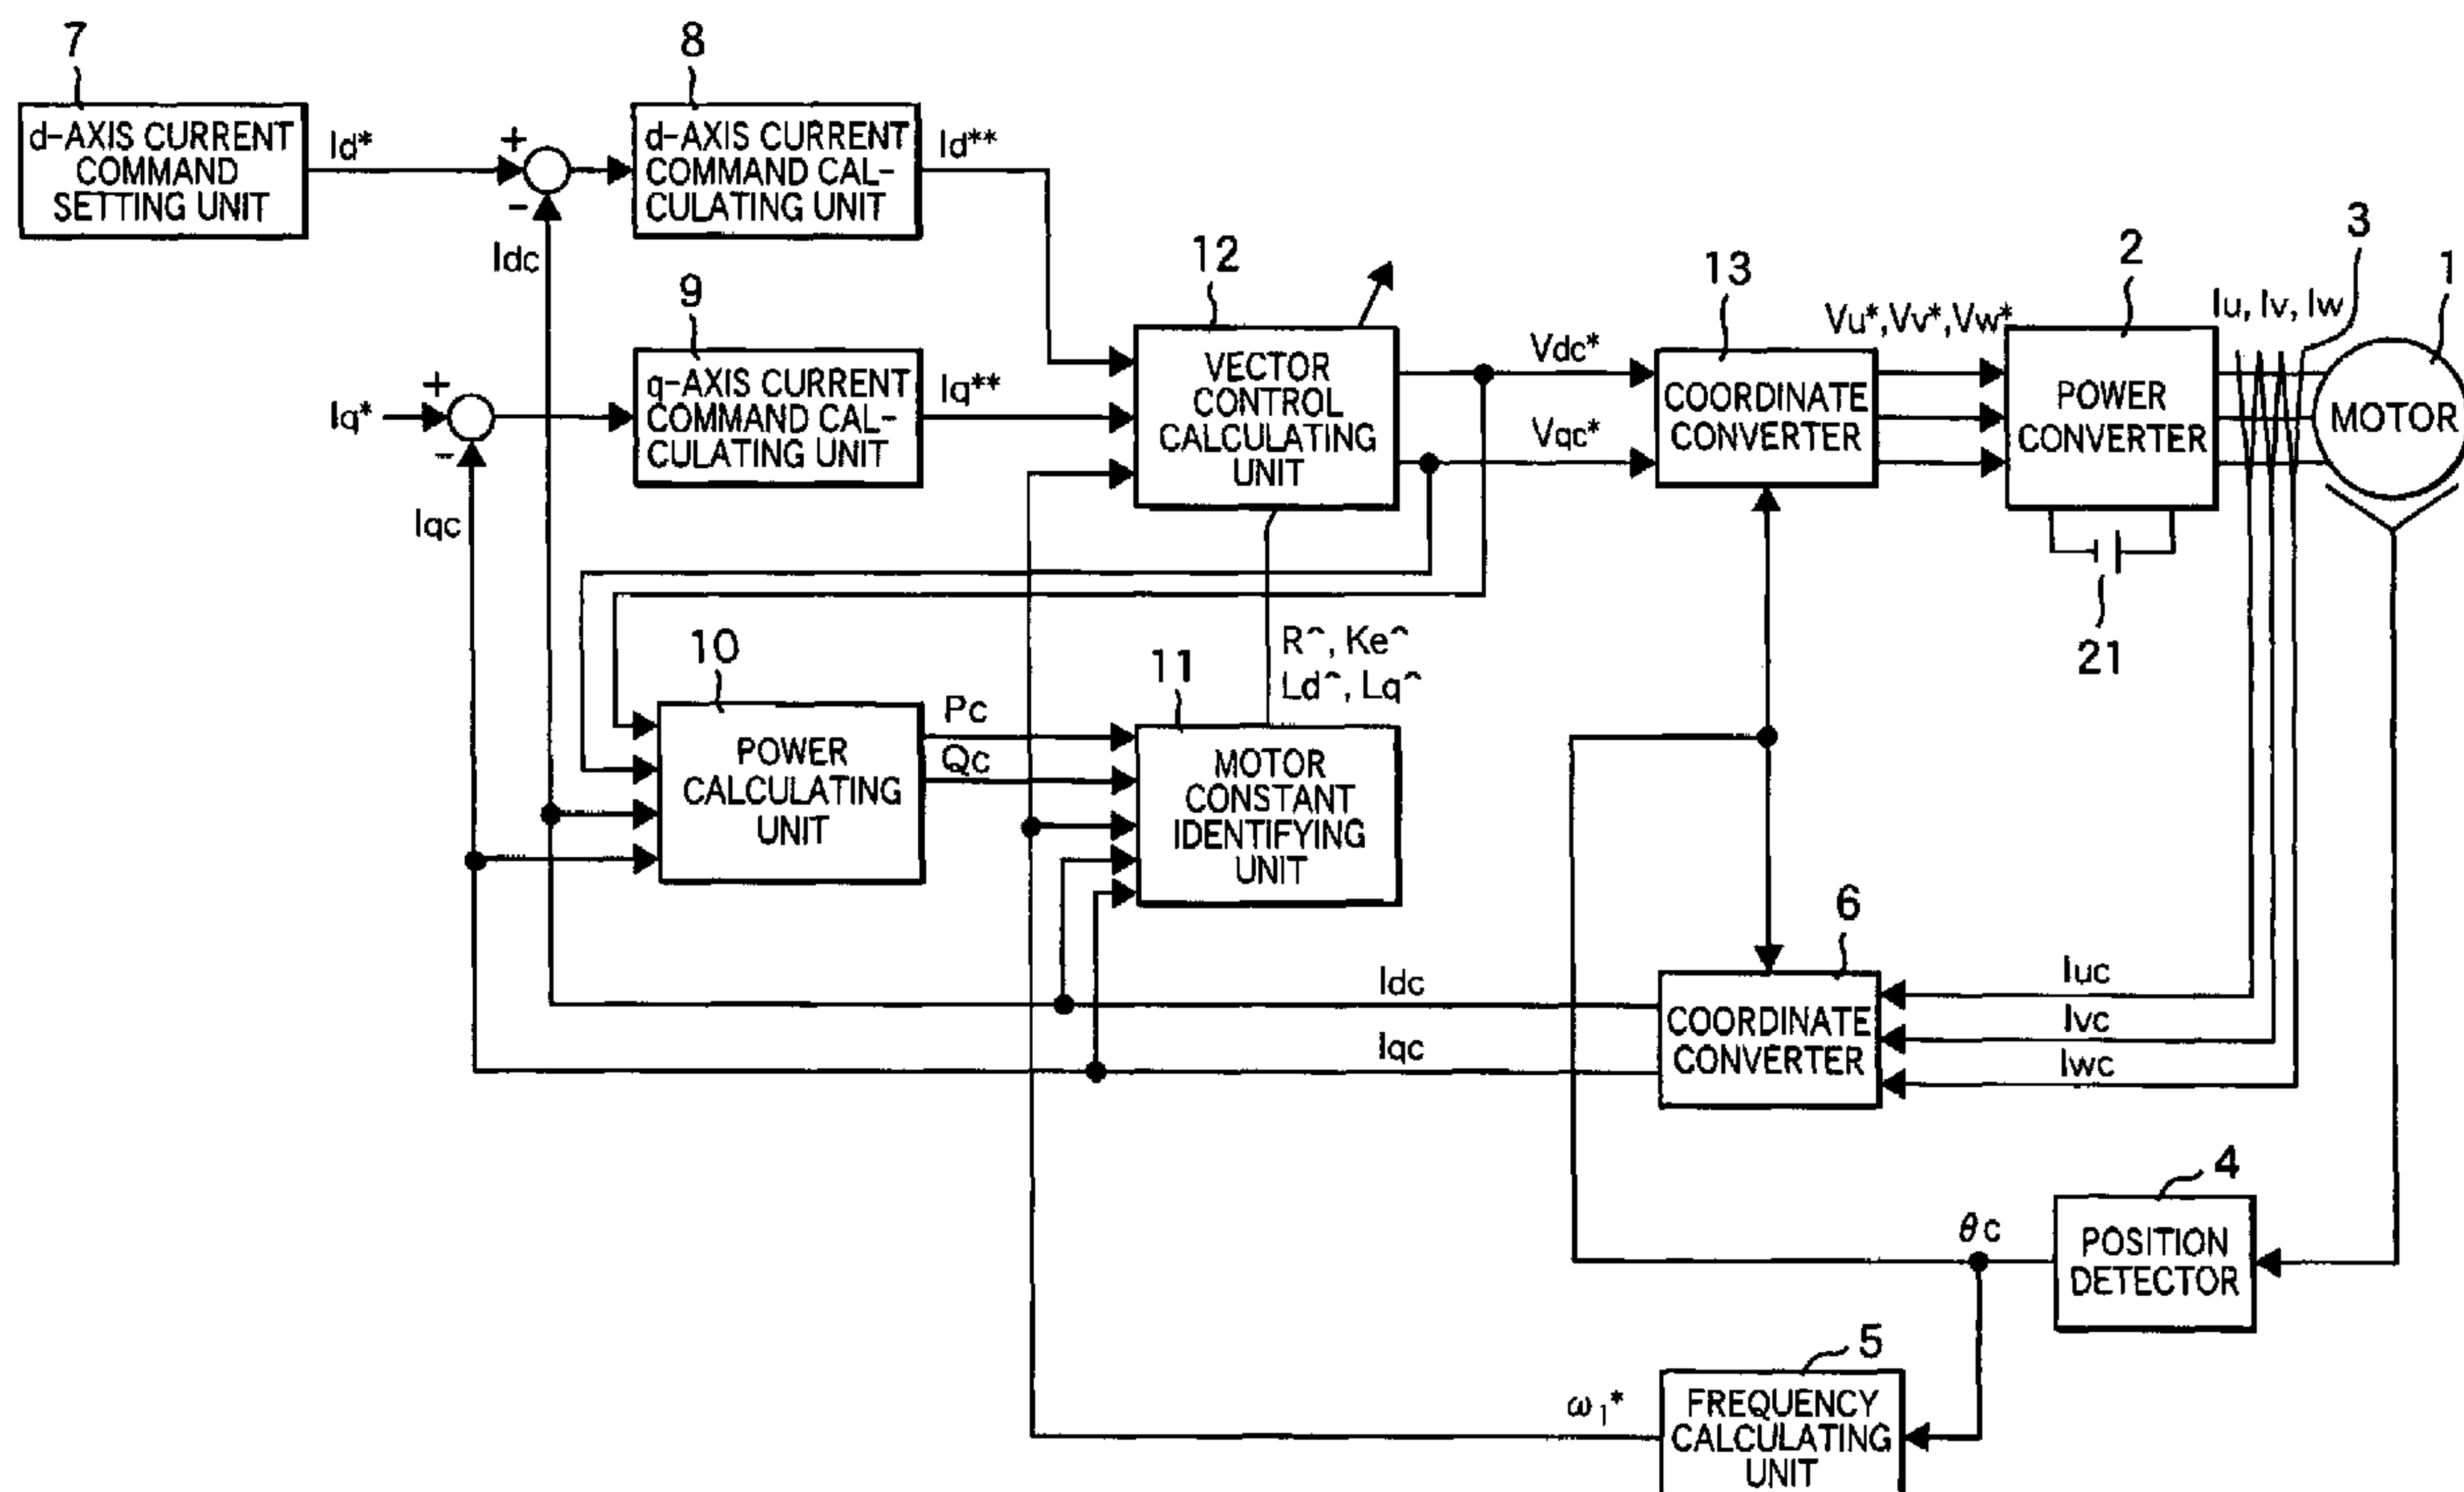 7
8
d-AXIS CURRENT
COMMAND
SETTING UNIT
Id*
+
-
d-AXIS CURRENT
COMMAND CAL-
CULATING UNIT
Id**
Idc
9
Iq*
+
-
q-AXIS CURRENT
COMMAND CAL-
CULATING UNIT
Iq**
Iqc
12
VECTOR
CONTROL
CALCULATING
UNIT
Vdc*
Vqc*
13
COORDINATE
CONVERTER
Vu*,Vv*,Vw*
2
POWER
CONVERTER
21
Iu, Iv, Iw
3
1
MOTOR
R^, Ke^
Ld^, Lq^
10
POWER
CALCULATING
UNIT
Pc
Qc
11
MOTOR
CONSTANT
IDENTIFYING
UNIT
6
COORDINATE
CONVERTER
Idc
Iqc
Iuc
Ivc
Iwc
4
POSITION
DETECTOR
θc
5
FREQUENCY
CALCULATING
UNIT
ω1*